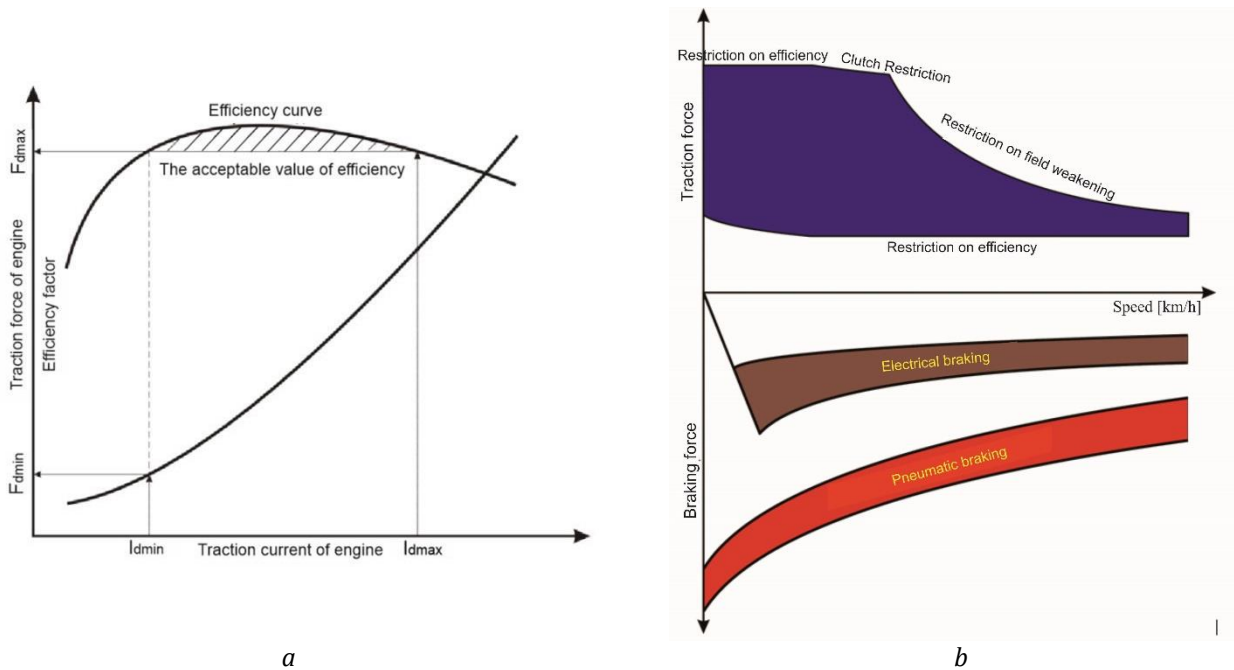 Efficiency curve
The acceptable value of efficiency
Fdmax
Traction force of engine
Efficiency factor
Fdmin
Idmin
Traction current of engine
Idmax
a
Restriction on efficiency
Clutch Restriction
Restriction on field weakening
Traction force
Restriction on efficiency
Speed [km/h]
Electrical braking
Braking force
Pneumatic braking
b